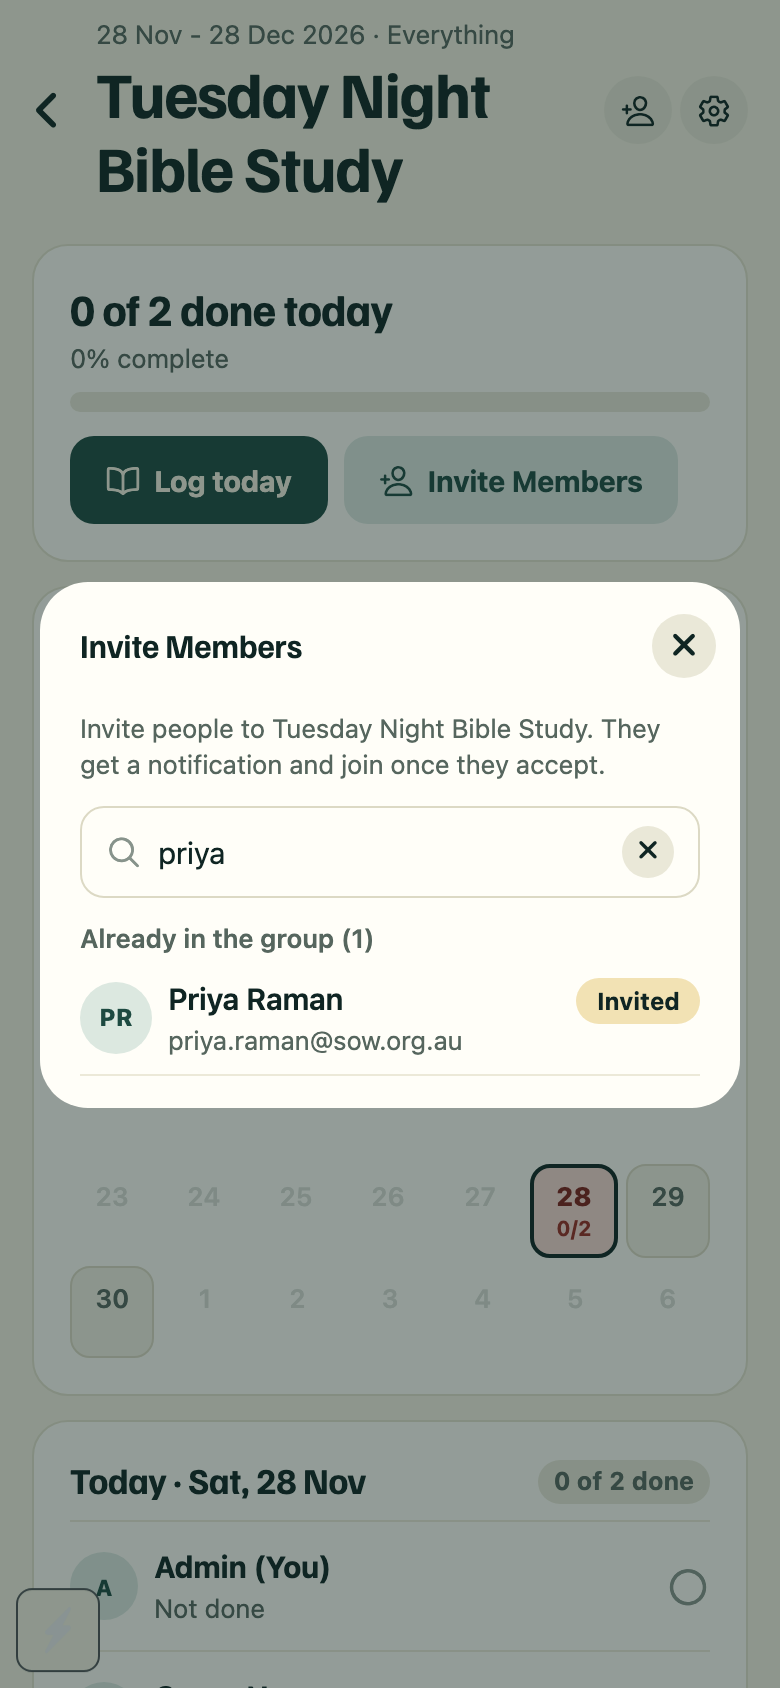 28 Nov - 28 Dec 2026 · Everything
Tuesday Night
Bible Study
0 of 2 done today
0% complete
Log today
Invite Members
Invite Members
Invite people to Tuesday Night Bible Study. They
get a notification and join once they accept.
priya
Already in the group (1)
PR
Priya Raman
Invited
priya.raman@sow.org.au
23 24 25 26 27 28 29
0/2
30 1 2 3 4 5 6
Today · Sat, 28 Nov
0 of 2 done
A
Admin (You)
Not done